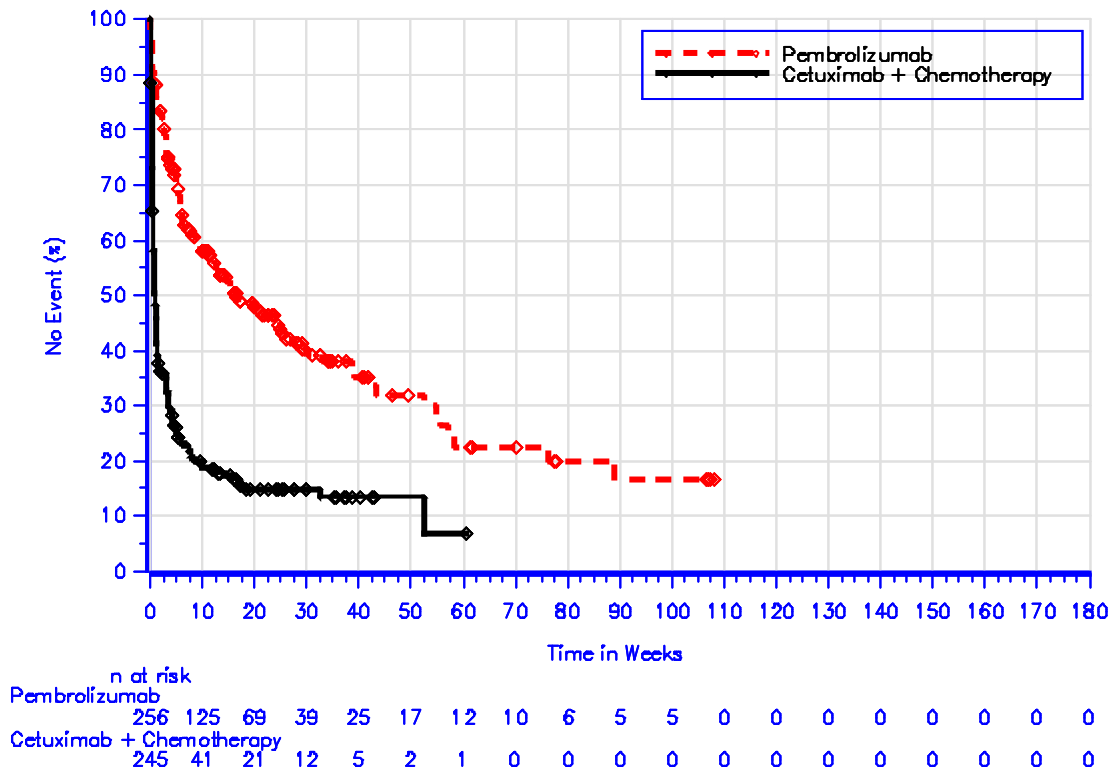 100
90
80
70
60
50
40
30
20
10
0
No Event (%)
Pembrolizumab
Cetuximab + Chemotherapy
0 10 20 30 40 50 60 70 80 90 100 110 120 130 140 150 160 170 180
Time in Weeks
n at risk
Pembrolizumab
256 125 69 39 25 17 12 10 6 5 5 0 0 0 0 0 0 0 0
Cetuximab + Chemotherapy
245 41 21 12 5 2 1 0 0 0 0 0 0 0 0 0 0 0 0